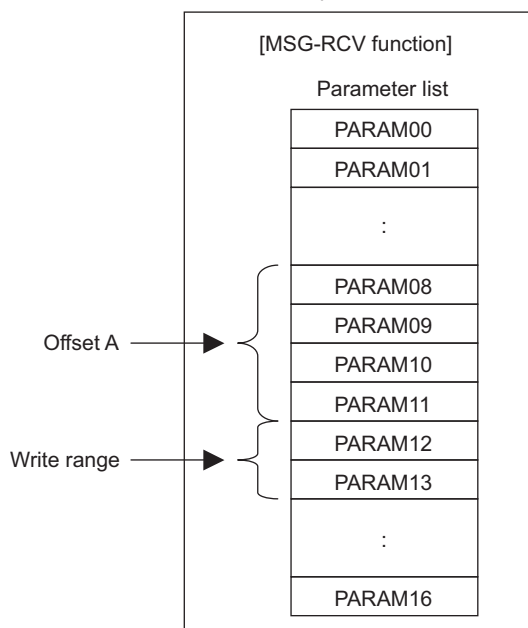 [MSG-RCV function]
Parameter list
PARAM00
PARAM01
:
PARAM08
PARAM09
Offset A
PARAM10
PARAM11
PARAM12
Write range
PARAM13
:
PARAM16